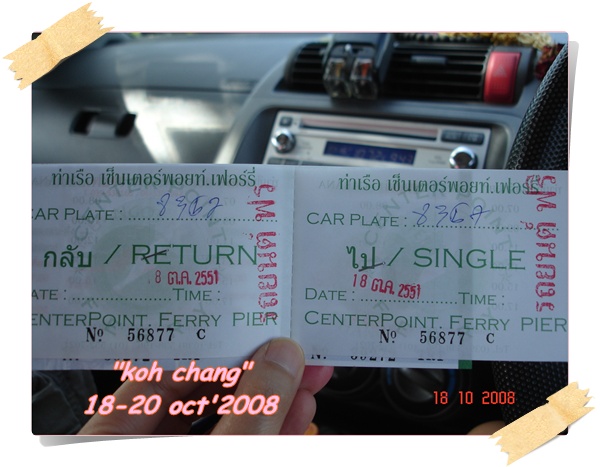 ท่าเรือ เซ็นเตอร์พอยท์.เฟอร์รี่
CAR PLATE : 8367
กลับ / RETURN
8 ต.ค. 2551
ATE : TIME :
CENTERPOINT. FERRY PIER
Nº 56877 C
ท่าเรือ เซ็นเตอร์พอยท์.เฟอร์รี่
CAR PLATE : 8367
ไป / SINGLE
18 ต.ค. 2551
DATE : TIME :
CENTERPOINT. FERRY PIER
Nº 56877 C
"koh chang"
18-20 oct'2008
18 10 2008